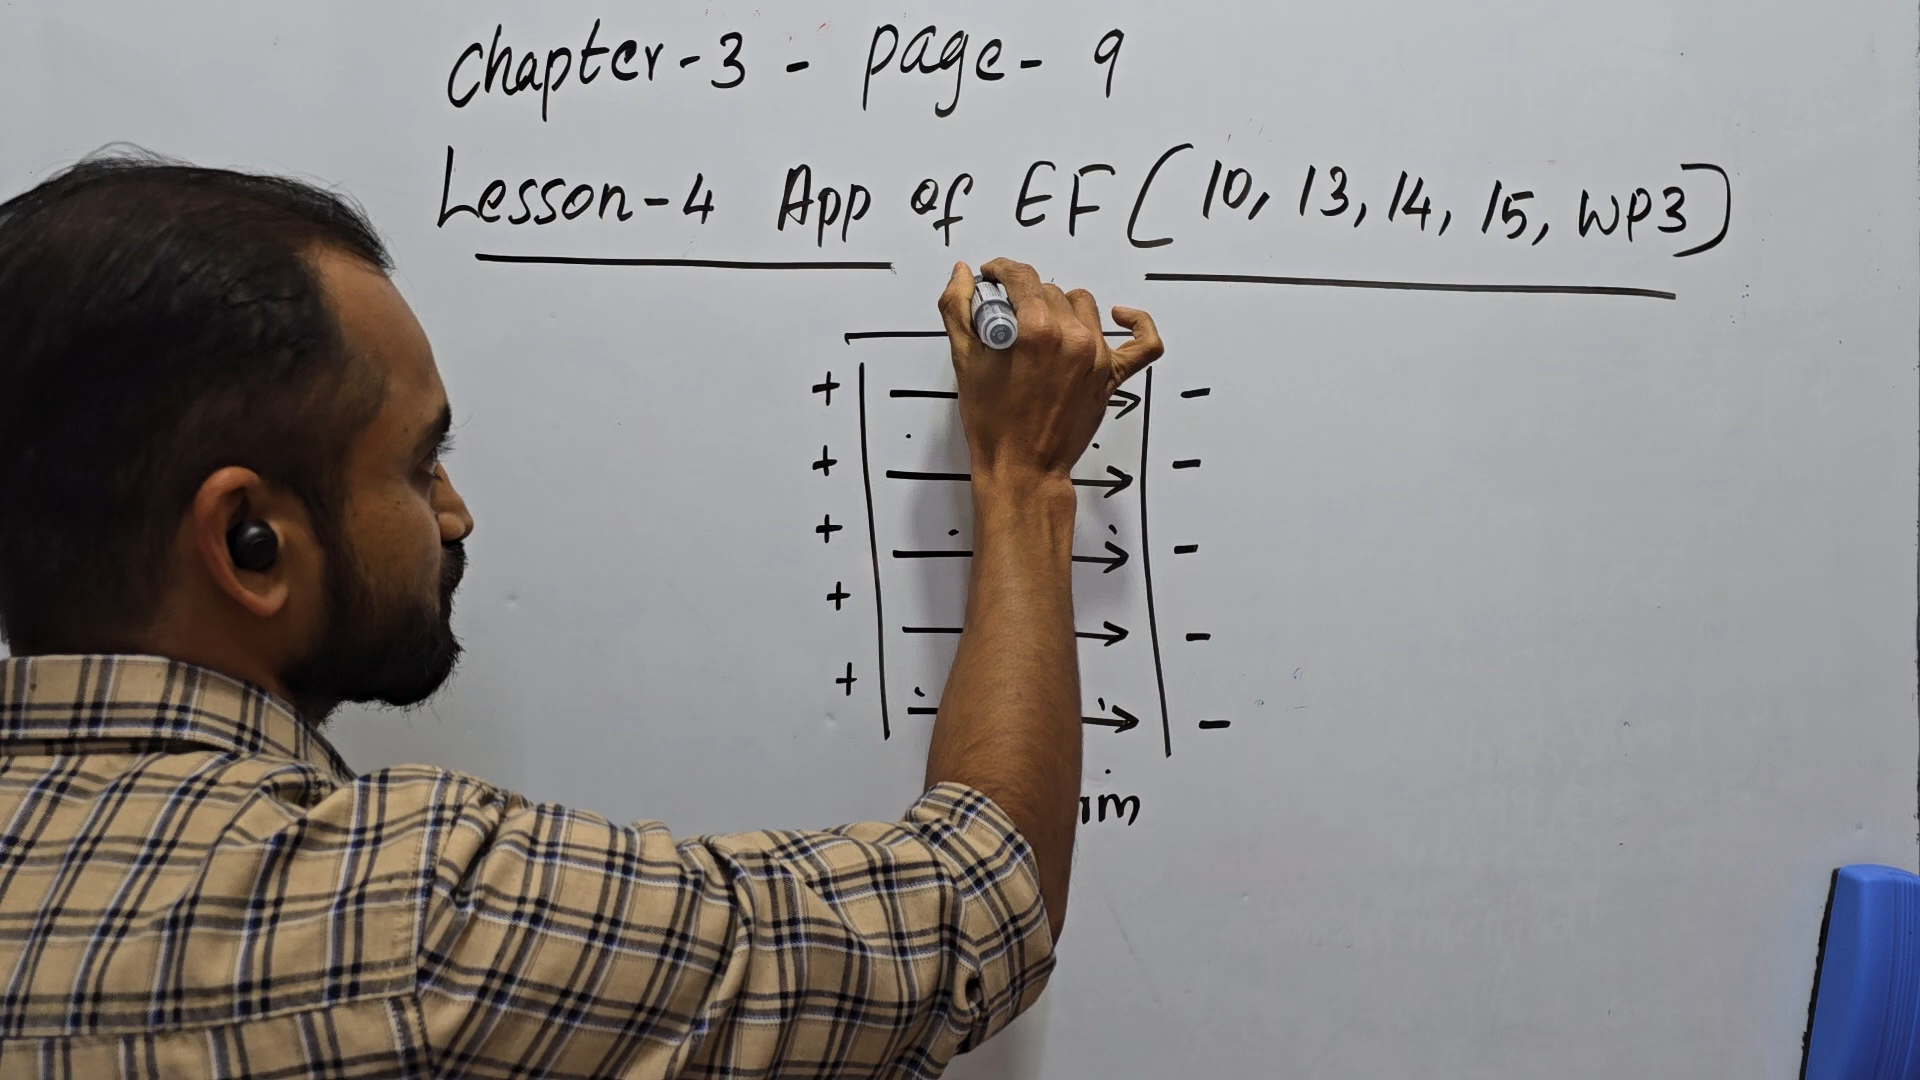 Chapter-3 - page- 9
Lesson-4 App of EF (10, 13, 14, 15, WP3)
+ -
+ -
+ -
+ -
+ -